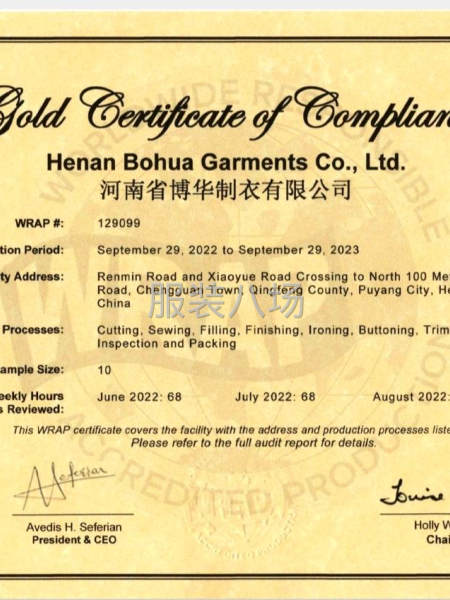 Gold Certificate of Complian
Henan Bohua Garments Co., Ltd.
河南省博华制衣有限公司
WRAP #: 129099
tion Period: September 29, 2022 to September 29, 2023
ty Address: Renmin Road and Xiaoyue Road Crossing to North 100 Me
Road, Chengguan Town, Qingfeng County, Puyang City, He
China
Processes: Cutting, Sewing, Filling, Finishing, Ironing, Buttoning, Trim
Inspection and Packing
ample Size: 10
eekly Hours June 2022: 68 July 2022: 68 August 2022:
s Reviewed:
This WRAP certificate covers the facility with the address and production processes liste
Please refer to the full audit report for details.
Avedis H. Seferian Holly W
President & CEO Chai
服装八场
WORLDWIDE RESPONSIBLE
WRAP
ACCREDITED PRODUCTION